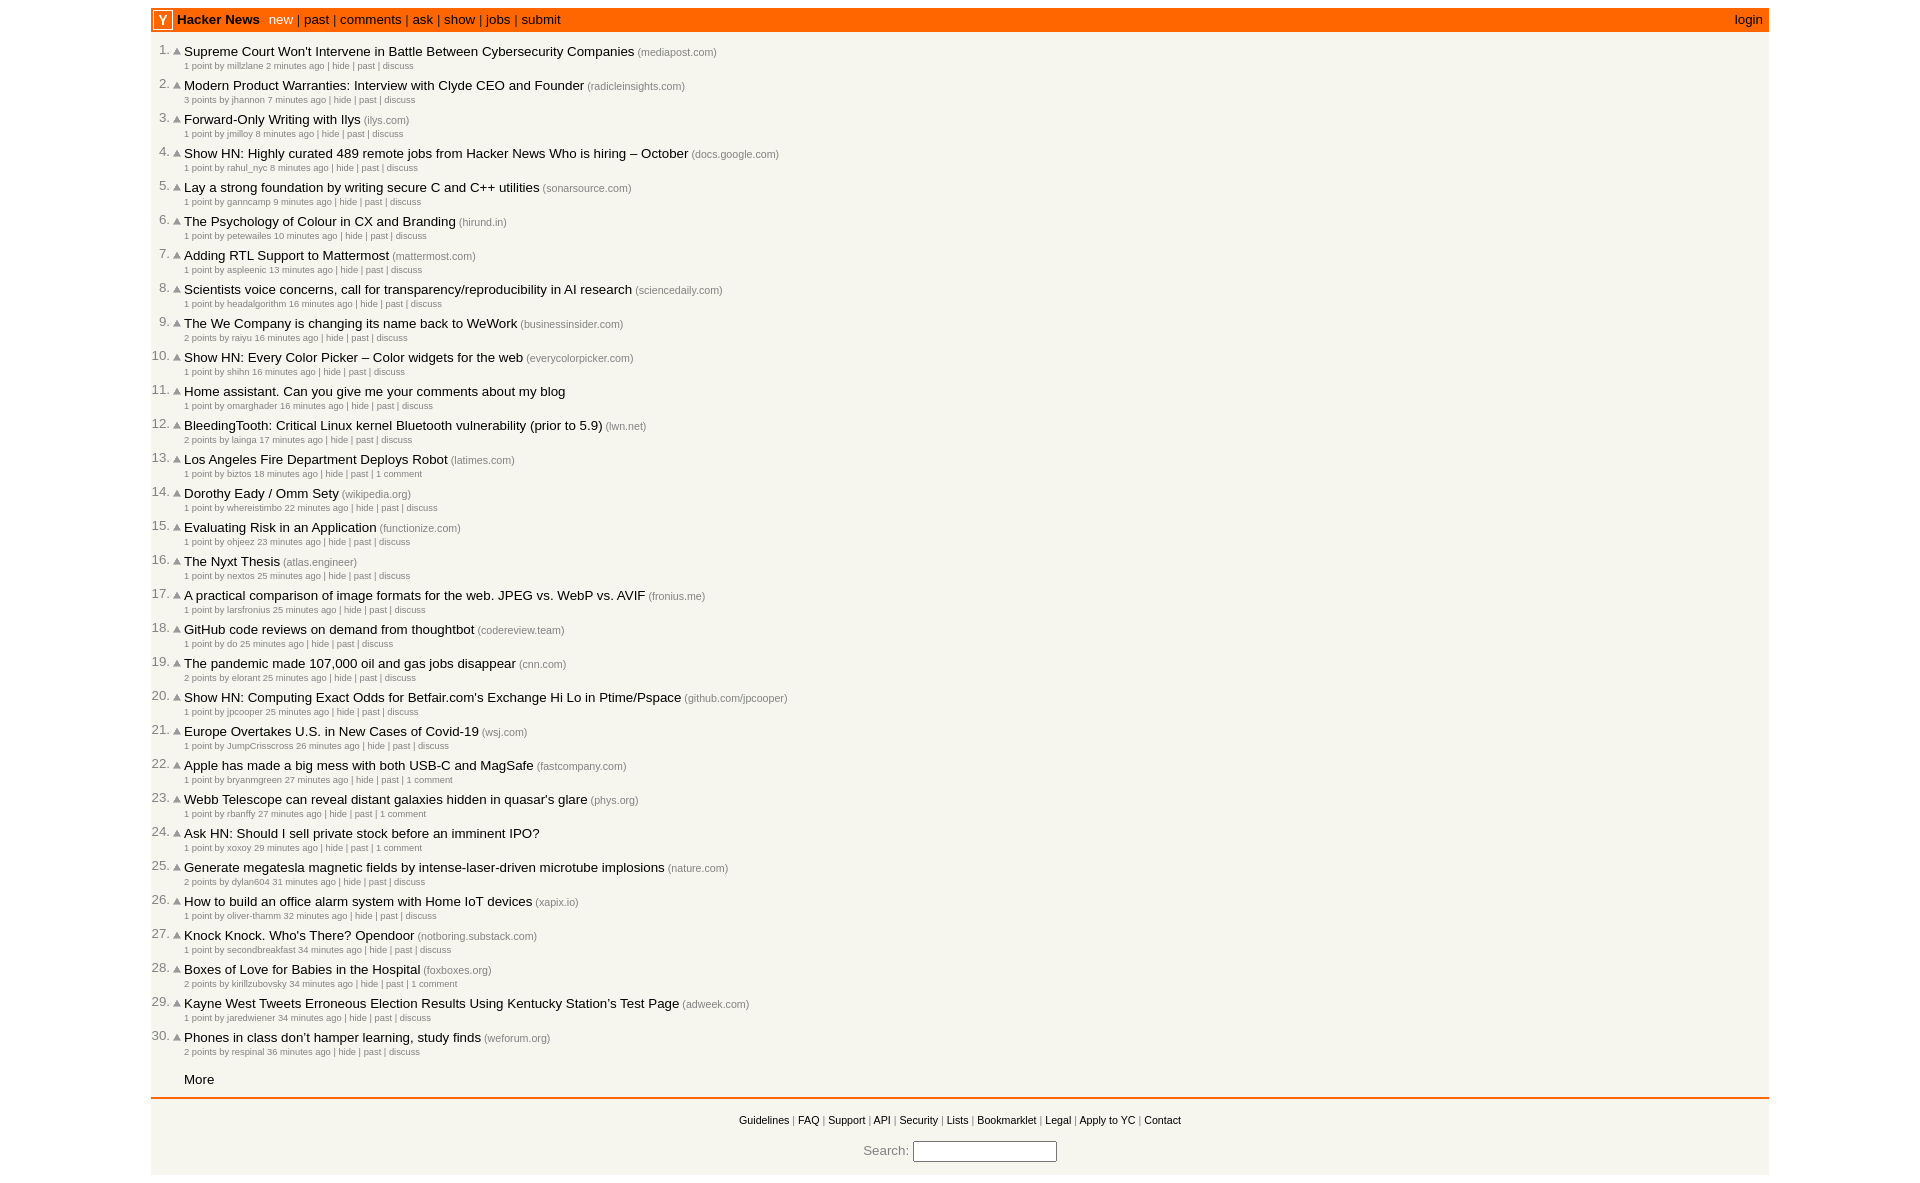 Y Hacker News new | past | comments | ask | show | jobs | submit login
1. Supreme Court Won't Intervene in Battle Between Cybersecurity Companies (mediapost.com)
1 point by millzlane 2 minutes ago | hide | past | discuss
2. Modern Product Warranties: Interview with Clyde CEO and Founder (radicleinsights.com)
3 points by jhannon 7 minutes ago | hide | past | discuss
3. Forward-Only Writing with Ilys (ilys.com)
1 point by jmilloy 8 minutes ago | hide | past | discuss
4. Show HN: Highly curated 489 remote jobs from Hacker News Who is hiring – October (docs.google.com)
1 point by rahul_nyc 8 minutes ago | hide | past | discuss
5. Lay a strong foundation by writing secure C and C++ utilities (sonarsource.com)
1 point by ganncamp 9 minutes ago | hide | past | discuss
6. The Psychology of Colour in CX and Branding (hirund.in)
1 point by petewailes 10 minutes ago | hide | past | discuss
7. Adding RTL Support to Mattermost (mattermost.com)
1 point by aspleenic 13 minutes ago | hide | past | discuss
8. Scientists voice concerns, call for transparency/reproducibility in AI research (sciencedaily.com)
1 point by headalgorithm 16 minutes ago | hide | past | discuss
9. The We Company is changing its name back to WeWork (businessinsider.com)
2 points by raiyu 16 minutes ago | hide | past | discuss
10. Show HN: Every Color Picker – Color widgets for the web (everycolorpicker.com)
1 point by shihn 16 minutes ago | hide | past | discuss
11. Home assistant. Can you give me your comments about my blog
1 point by omarghader 16 minutes ago | hide | past | discuss
12. BleedingTooth: Critical Linux kernel Bluetooth vulnerability (prior to 5.9) (lwn.net)
2 points by lainga 17 minutes ago | hide | past | discuss
13. Los Angeles Fire Department Deploys Robot (latimes.com)
1 point by biztos 18 minutes ago | hide | past | 1 comment
14. Dorothy Eady / Omm Sety (wikipedia.org)
1 point by whereistimbo 22 minutes ago | hide | past | discuss
15. Evaluating Risk in an Application (functionize.com)
1 point by ohjeez 23 minutes ago | hide | past | discuss
16. The Nyxt Thesis (atlas.engineer)
1 point by nextos 25 minutes ago | hide | past | discuss
17. A practical comparison of image formats for the web. JPEG vs. WebP vs. AVIF (fronius.me)
1 point by larsfronius 25 minutes ago | hide | past | discuss
18. GitHub code reviews on demand from thoughtbot (codereview.team)
1 point by do 25 minutes ago | hide | past | discuss
19. The pandemic made 107,000 oil and gas jobs disappear (cnn.com)
2 points by elorant 25 minutes ago | hide | past | discuss
20. Show HN: Computing Exact Odds for Betfair.com's Exchange Hi Lo in Ptime/Pspace (github.com/jpcooper)
1 point by jpcooper 25 minutes ago | hide | past | discuss
21. Europe Overtakes U.S. in New Cases of Covid-19 (wsj.com)
1 point by JumpCrisscross 26 minutes ago | hide | past | discuss
22. Apple has made a big mess with both USB-C and MagSafe (fastcompany.com)
1 point by bryanmgreen 27 minutes ago | hide | past | 1 comment
23. Webb Telescope can reveal distant galaxies hidden in quasar's glare (phys.org)
1 point by rbanffy 27 minutes ago | hide | past | 1 comment
24. Ask HN: Should I sell private stock before an imminent IPO?
1 point by xoxoy 29 minutes ago | hide | past | 1 comment
25. Generate megatesla magnetic fields by intense-laser-driven microtube implosions (nature.com)
2 points by dylan604 31 minutes ago | hide | past | discuss
26. How to build an office alarm system with Home IoT devices (xapix.io)
1 point by oliver-thamm 32 minutes ago | hide | past | discuss
27. Knock Knock. Who's There? Opendoor (notboring.substack.com)
1 point by secondbreakfast 34 minutes ago | hide | past | discuss
28. Boxes of Love for Babies in the Hospital (foxboxes.org)
2 points by kirillzubovsky 34 minutes ago | hide | past | 1 comment
29. Kayne West Tweets Erroneous Election Results Using Kentucky Station’s Test Page (adweek.com)
1 point by jaredwiener 34 minutes ago | hide | past | discuss
30. Phones in class don’t hamper learning, study finds (weforum.org)
2 points by respinal 36 minutes ago | hide | past | discuss
More
Guidelines | FAQ | Support | API | Security | Lists | Bookmarklet | Legal | Apply to YC | Contact
Search: